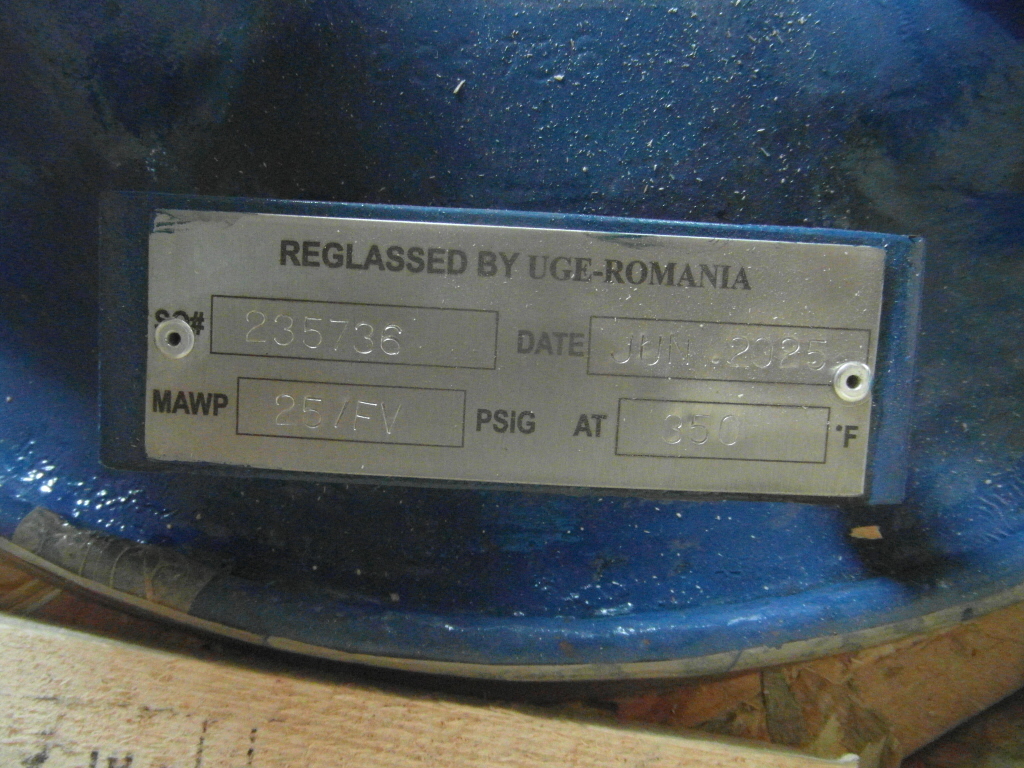 REGLASSED BY UGE-ROMANIA
SO# 235736 DATE JUN.2025
MAWP 25/FV PSIG AT 350 °F